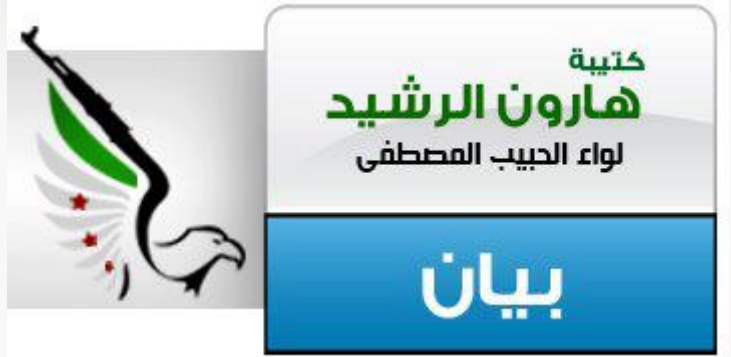 كتيبة
هارون الرشيد
لواء الحبيب المصطفى
بيان